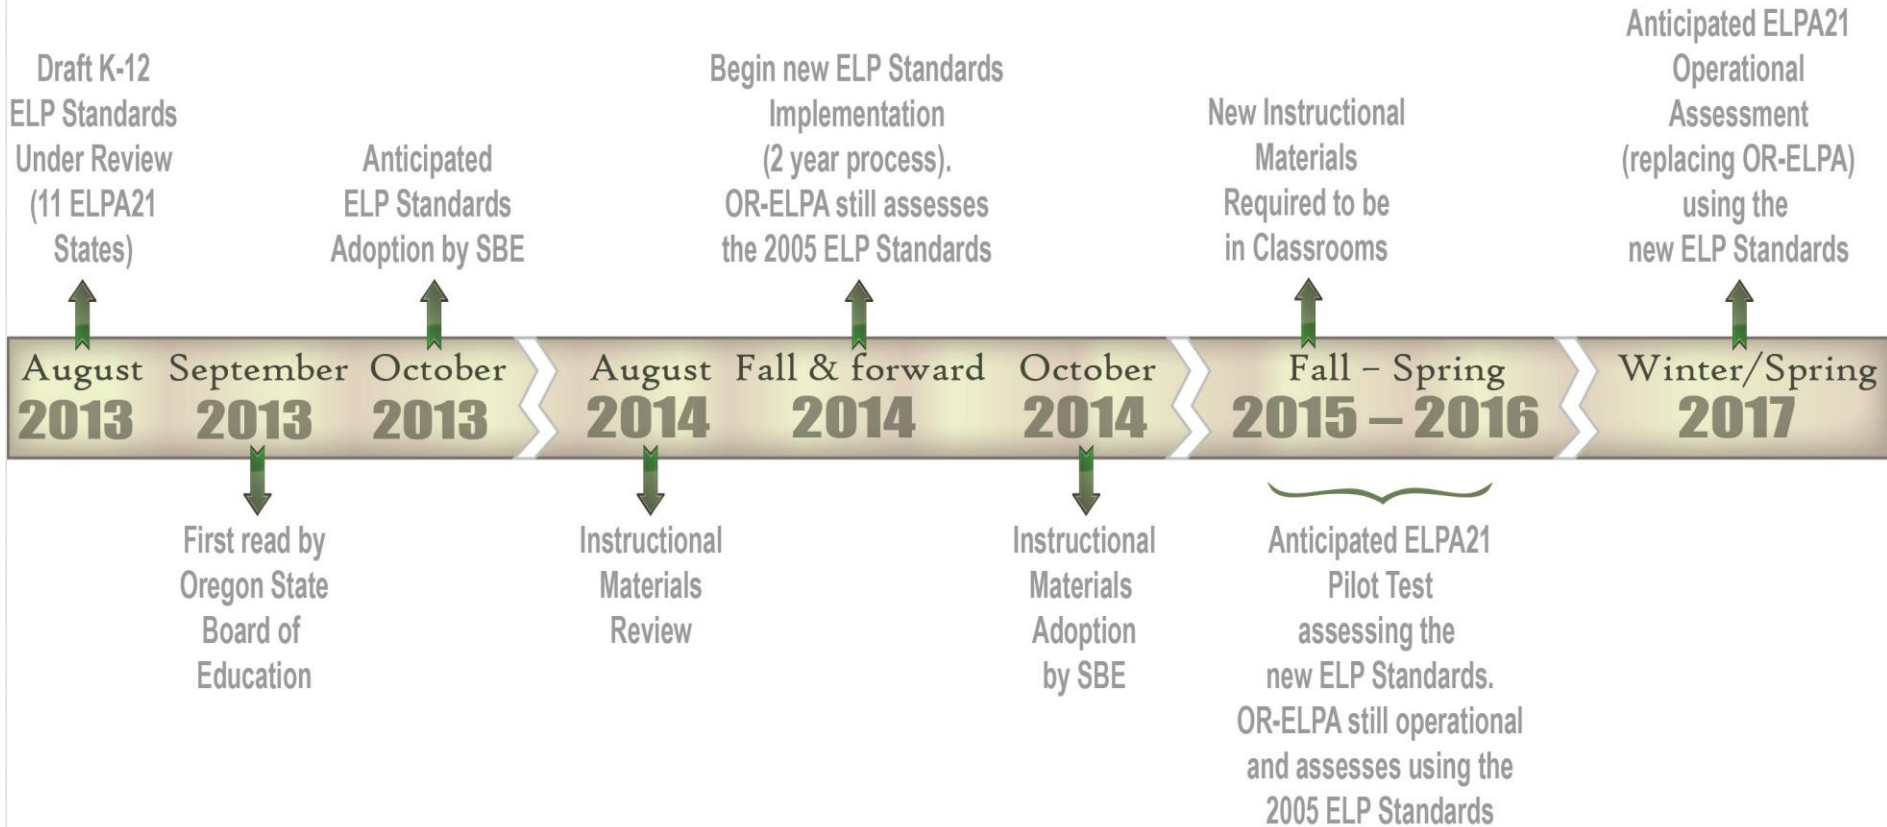 Draft K-12
ELP Standards
Under Review
(11 ELPA21
States)
Anticipated
ELP Standards
Adoption by SBE
Begin new ELP Standards
Implementation
(2 year process).
OR-ELPA still assesses
the 2005 ELP Standards
New Instructional
Materials
Required to be
in Classrooms
Anticipated ELPA21
Operational
Assessment
(replacing OR-ELPA)
using the
new ELP Standards
August
2013
September
2013
October
2013
August
2014
Fall & forward
2014
October
2014
Fall – Spring
2015 – 2016
Winter/Spring
2017
First read by
Oregon State
Board of
Education
Instructional
Materials
Review
Instructional
Materials
Adoption
by SBE
Anticipated ELPA21
Pilot Test
assessing the
new ELP Standards.
OR-ELPA still operational
and assesses using the
2005 ELP Standards